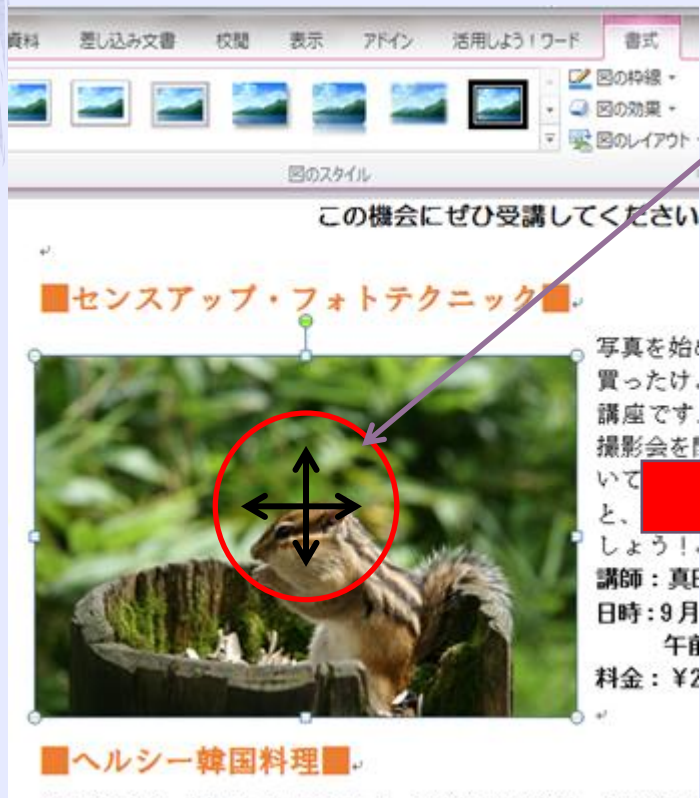 資料 差し込み文書 校閲 表示 アドイン 活用しよう!ワード 書式
図の枠線
図の効果
図のレイアウト
図のスタイル
この機会にぜひ受講してください
■センスアップ・フォトテクニック■
写真を始め
買ったけ
講座です
撮影会を
いて
と、
しょう!
講師:真
日時:9月
午前
料金:¥2
■ヘルシー韓国料理■